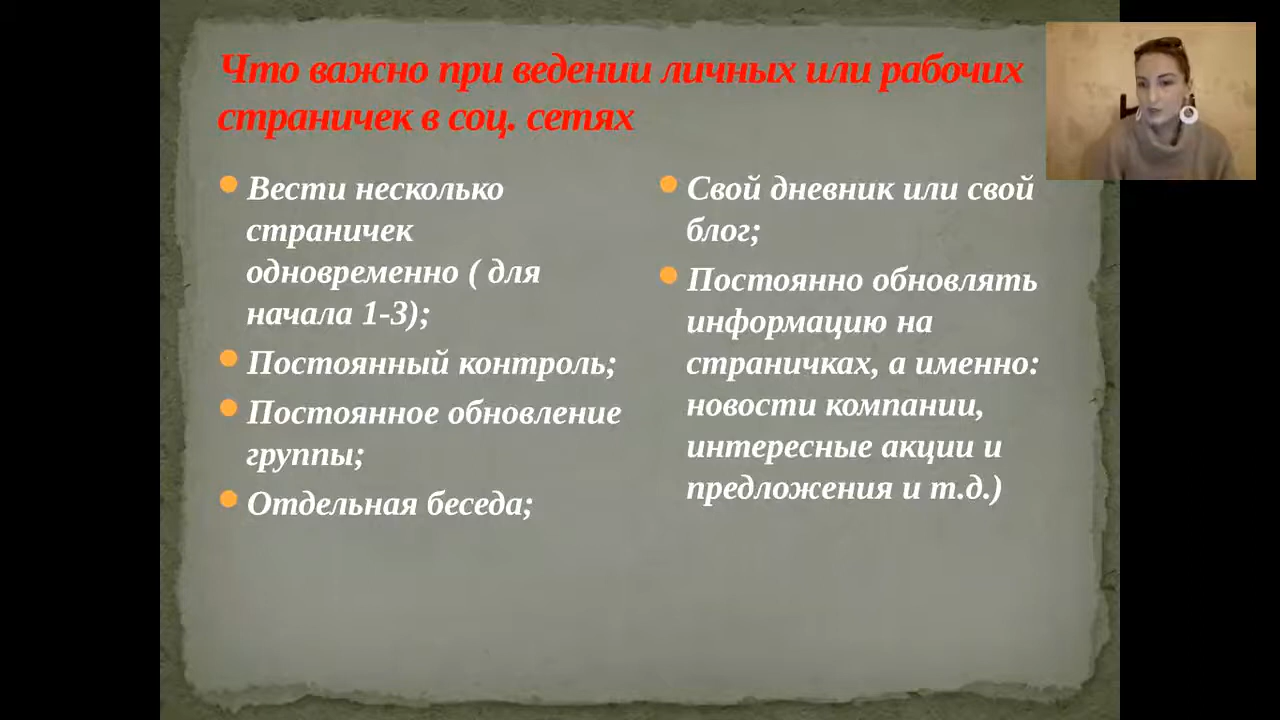 Что важно при ведении личных или рабочих
страничек в соц. сетях
Вести несколько
страничек
одновременно ( для
начала 1-3);
Постоянный контроль;
Постоянное обновление
группы;
Отдельная беседа;
Свой дневник или свой
блог;
Постоянно обновлять
информацию на
страничках, а именно:
новости компании,
интересные акции и
предложения и т.д.)